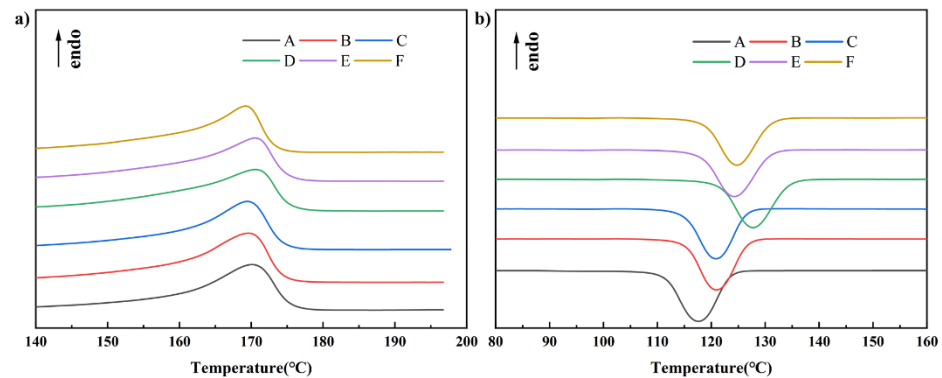 a)
endo
A B C
D E F
140 150 160 170 180 190 200
Temperature(℃)
b)
endo
A B C
D E F
80 90 100 110 120 130 140 150 160
Temperature(℃)